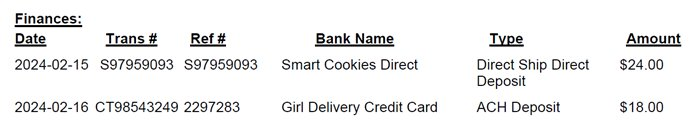 Finances:
Date Trans # Ref # Bank Name Type Amount
2024-02-15 S97959093 S97959093 Smart Cookies Direct Direct Ship Direct $24.00
Deposit
2024-02-16 CT98543249 2297283 Girl Delivery Credit Card ACH Deposit $18.00